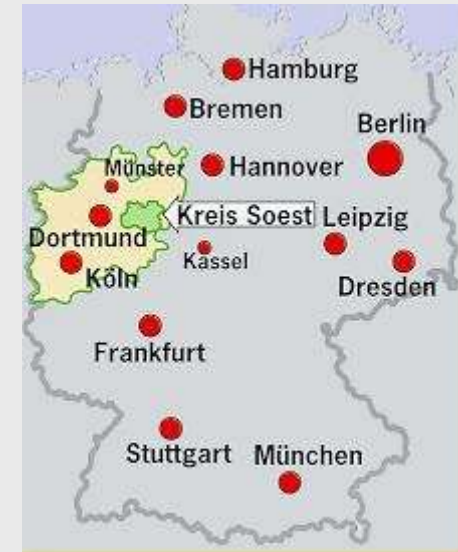 Hamburg
Bremen
Berlin
Münster
Hannover
Kreis Soest
Leipzig
Dortmund
Kassel
Köln
Dresden
Frankfurt
Stuttgart
München